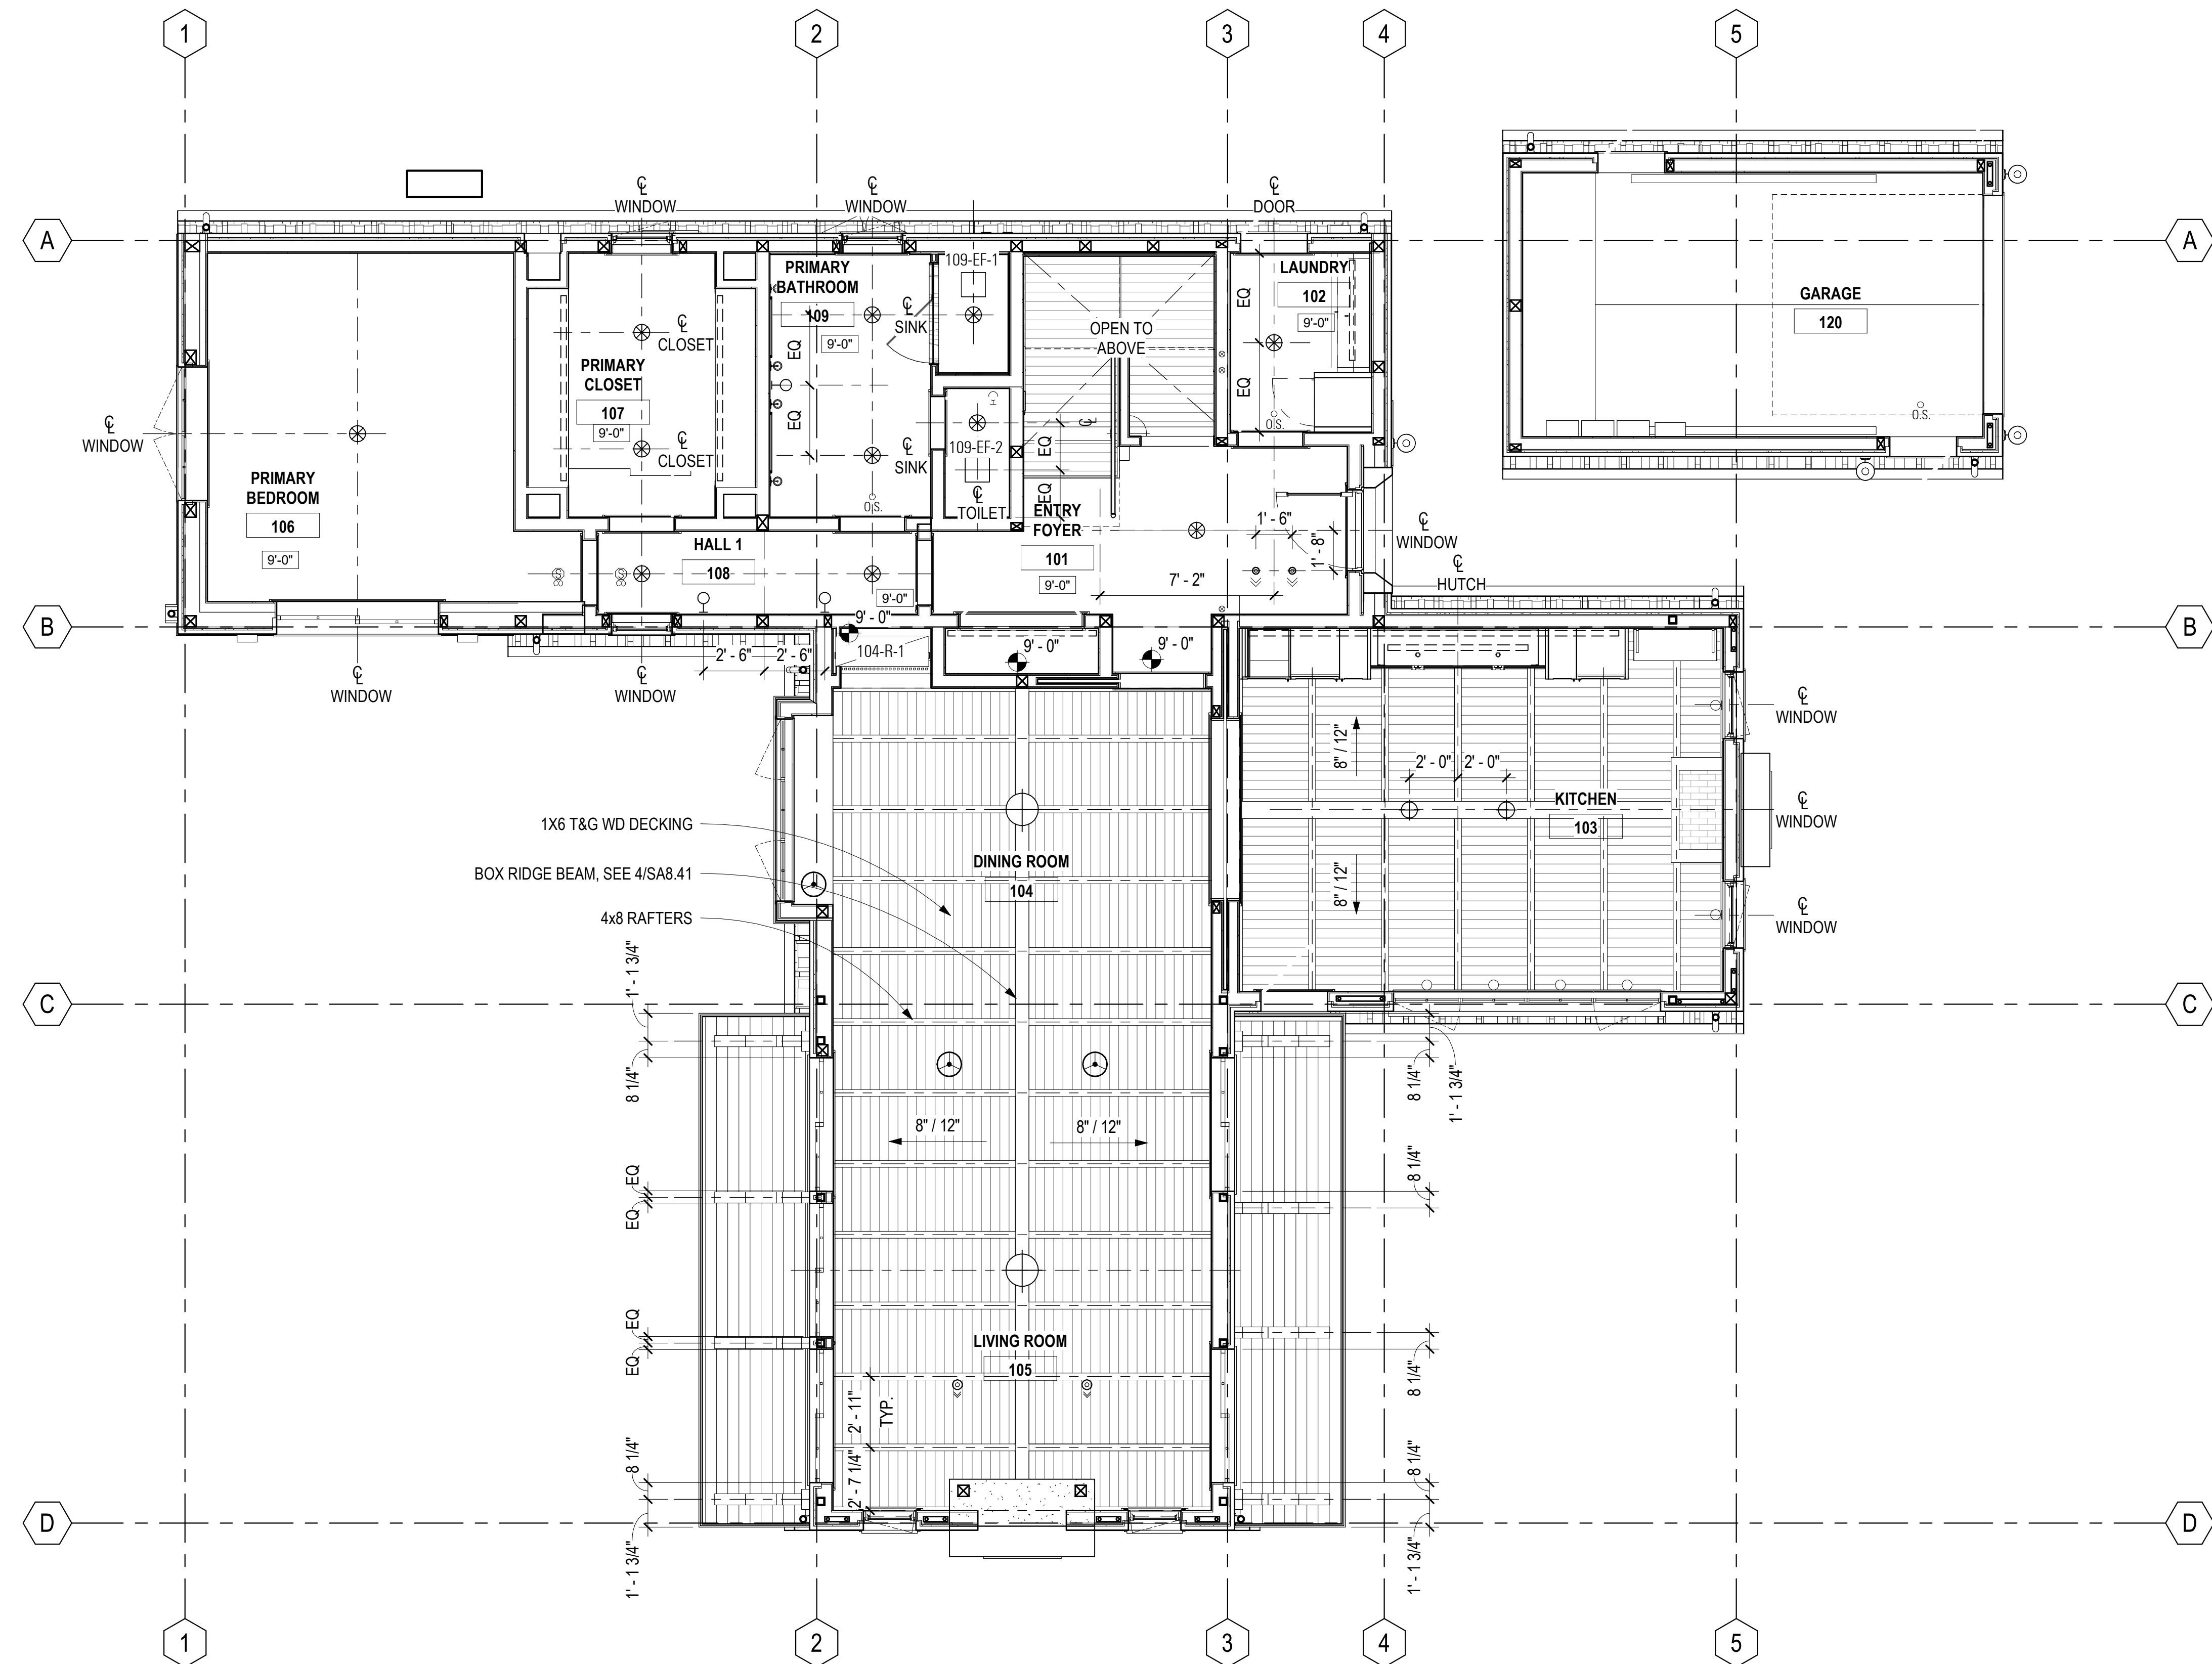 1
2
3
4
5
A
A
℄
WINDOW
℄
WINDOW
℄
DOOR
PRIMARY
BATHROOM
109
9'-0"
109-EF-1
℄
SINK
℄
SINK
EQ
EQ
O.S.
LAUNDRY
102
9'-0"
EQ
EQ
O.S.
GARAGE
120
O.S.
OPEN TO
ABOVE
℄
CLOSET
PRIMARY
CLOSET
107
9'-0"
℄
CLOSET
℄
WINDOW
PRIMARY
BEDROOM
106
9'-0"
109-EF-2
℄
TOILET
℄
EQ
EQ
ENTRY
FOYER
101
9'-0"
1' - 6"
1' - 8"
7' - 2"
℄
WINDOW
℄
HUTCH
HALL 1
108
9'-0"
B
B
9' - 0"
104-R-1
9' - 0"
9' - 0"
2' - 6"
2' - 6"
℄
WINDOW
℄
WINDOW
℄
WINDOW
8" / 12"
2' - 0"
2' - 0"
KITCHEN
103
℄
WINDOW
8" / 12"
℄
WINDOW
1X6 T&G WD DECKING
BOX RIDGE BEAM, SEE 4/SA8.41
4x8 RAFTERS
DINING ROOM
104
C
C
1' - 1 3/4"
8 1/4"
8 1/4"
1' - 1 3/4"
8" / 12"
8" / 12"
EQ
EQ
8 1/4"
EQ
EQ
8 1/4"
LIVING ROOM
105
2' - 11"
TYP.
2' - 7 1/4"
8 1/4"
1' - 1 3/4"
8 1/4"
1' - 1 3/4"
D
D
1
2
3
4
5